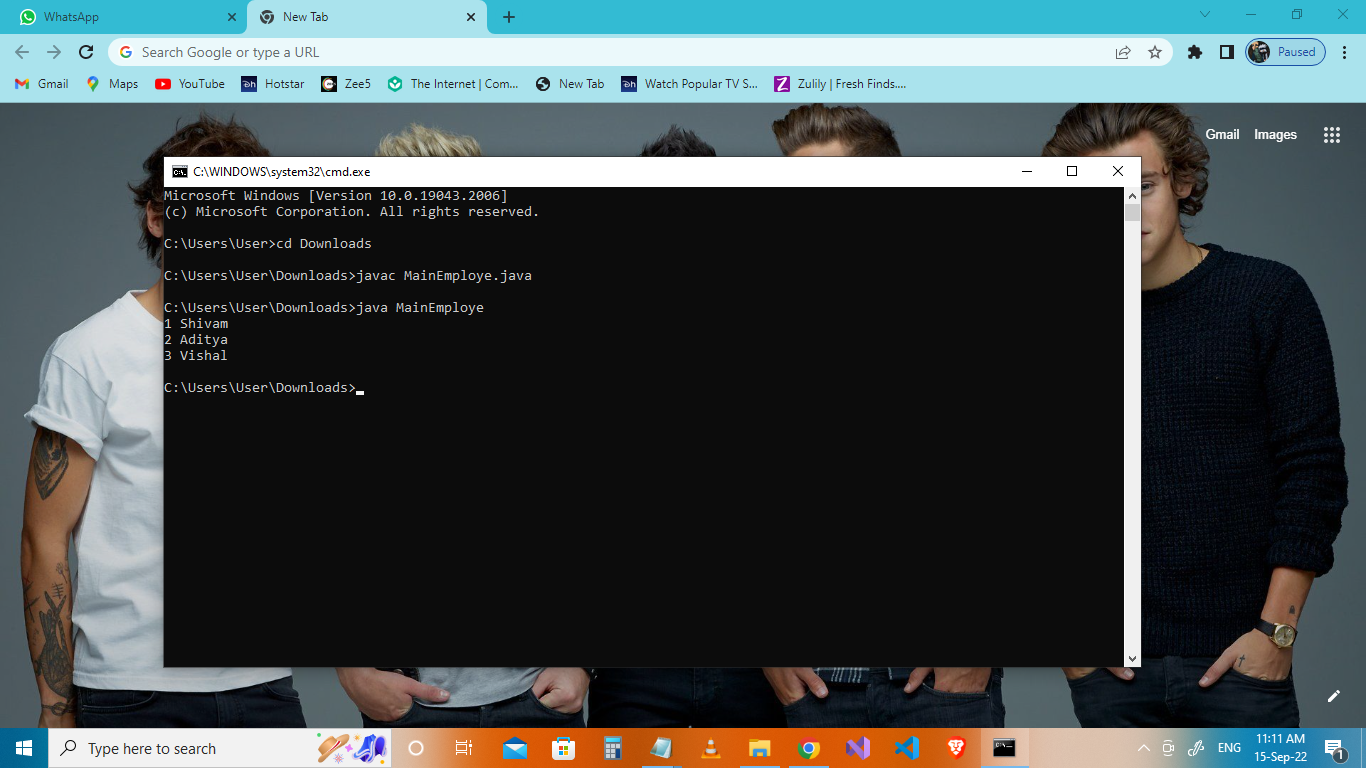 WhatsApp
New Tab
Search Google or type a URL
Paused
Gmail
Maps
YouTube
Hotstar
Zee5
The Internet | Com...
New Tab
Watch Popular TV S...
Zulily | Fresh Finds....
Gmail
Images
C:\WINDOWS\system32\cmd.exe
Microsoft Windows [Version 10.0.19043.2006]
(c) Microsoft Corporation. All rights reserved.
C:\Users\User>cd Downloads
C:\Users\User\Downloads>javac MainEmploye.java
C:\Users\User\Downloads>java MainEmploye
1 Shivam
2 Aditya
3 Vishal
C:\Users\User\Downloads>
Type here to search
ENG
11:11 AM
15-Sep-22
1